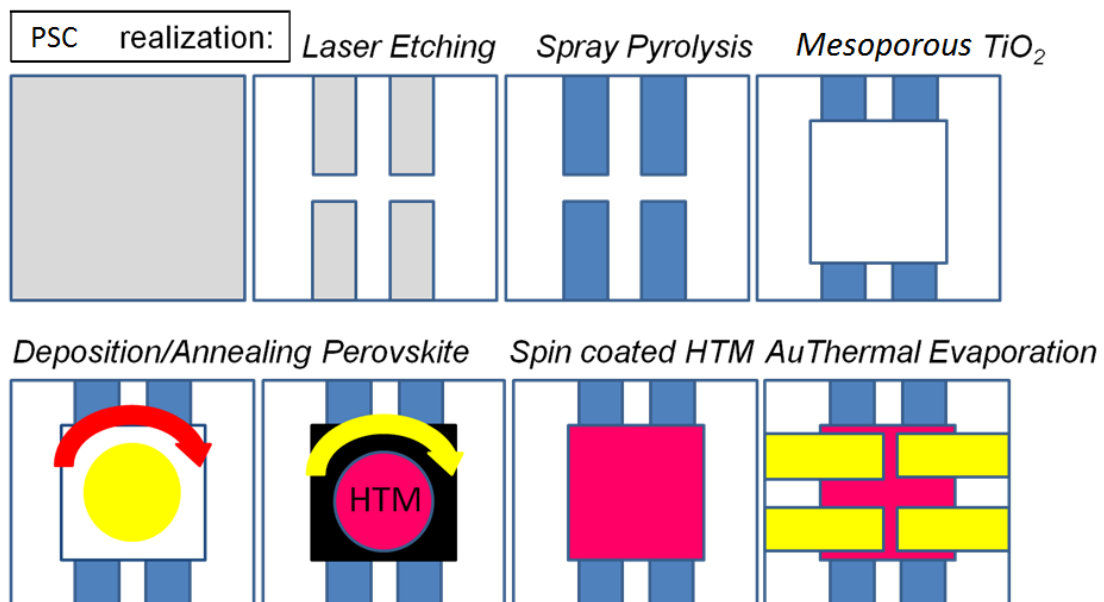 PSC realization:
Laser Etching
Spray Pyrolysis
Mesoporous TiO₂
Deposition/Annealing Perovskite
Spin coated HTM
AuThermal Evaporation
HTM